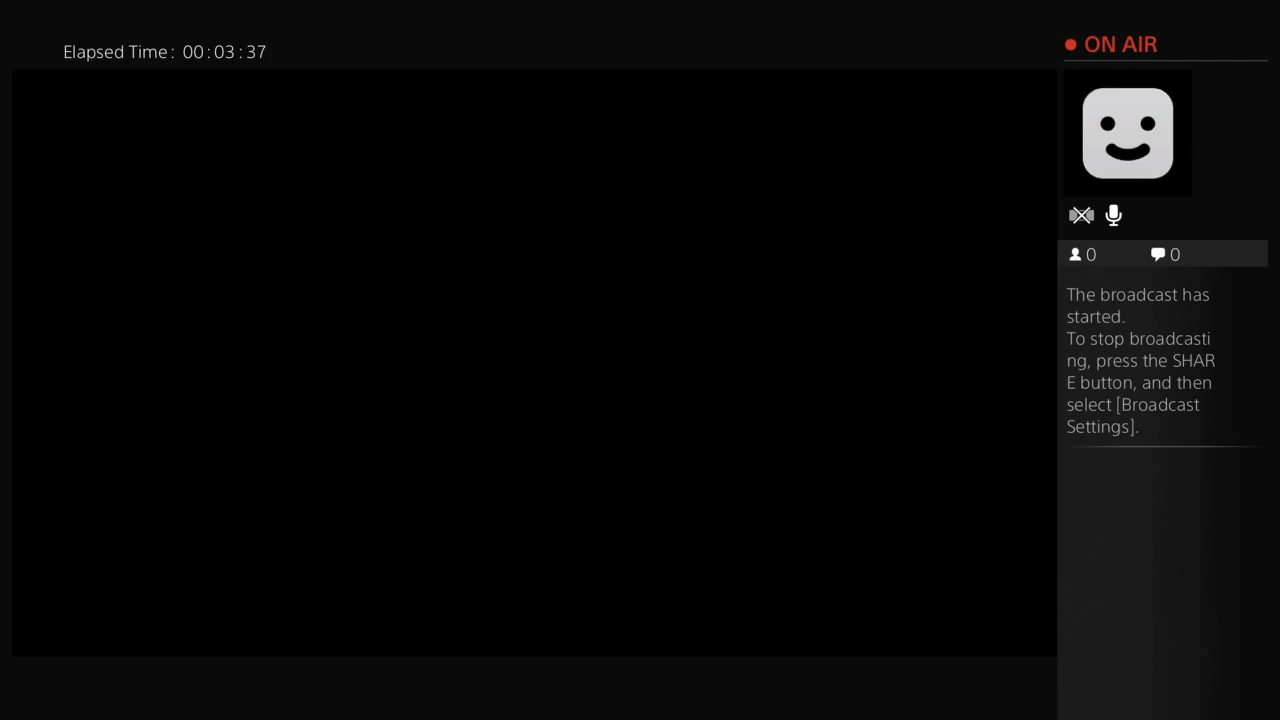 Elapsed Time: 00:03:37
ON AIR
0 0
The broadcast has
started.
To stop broadcasti
ng, press the SHAR
E button, and then
select [Broadcast
Settings].